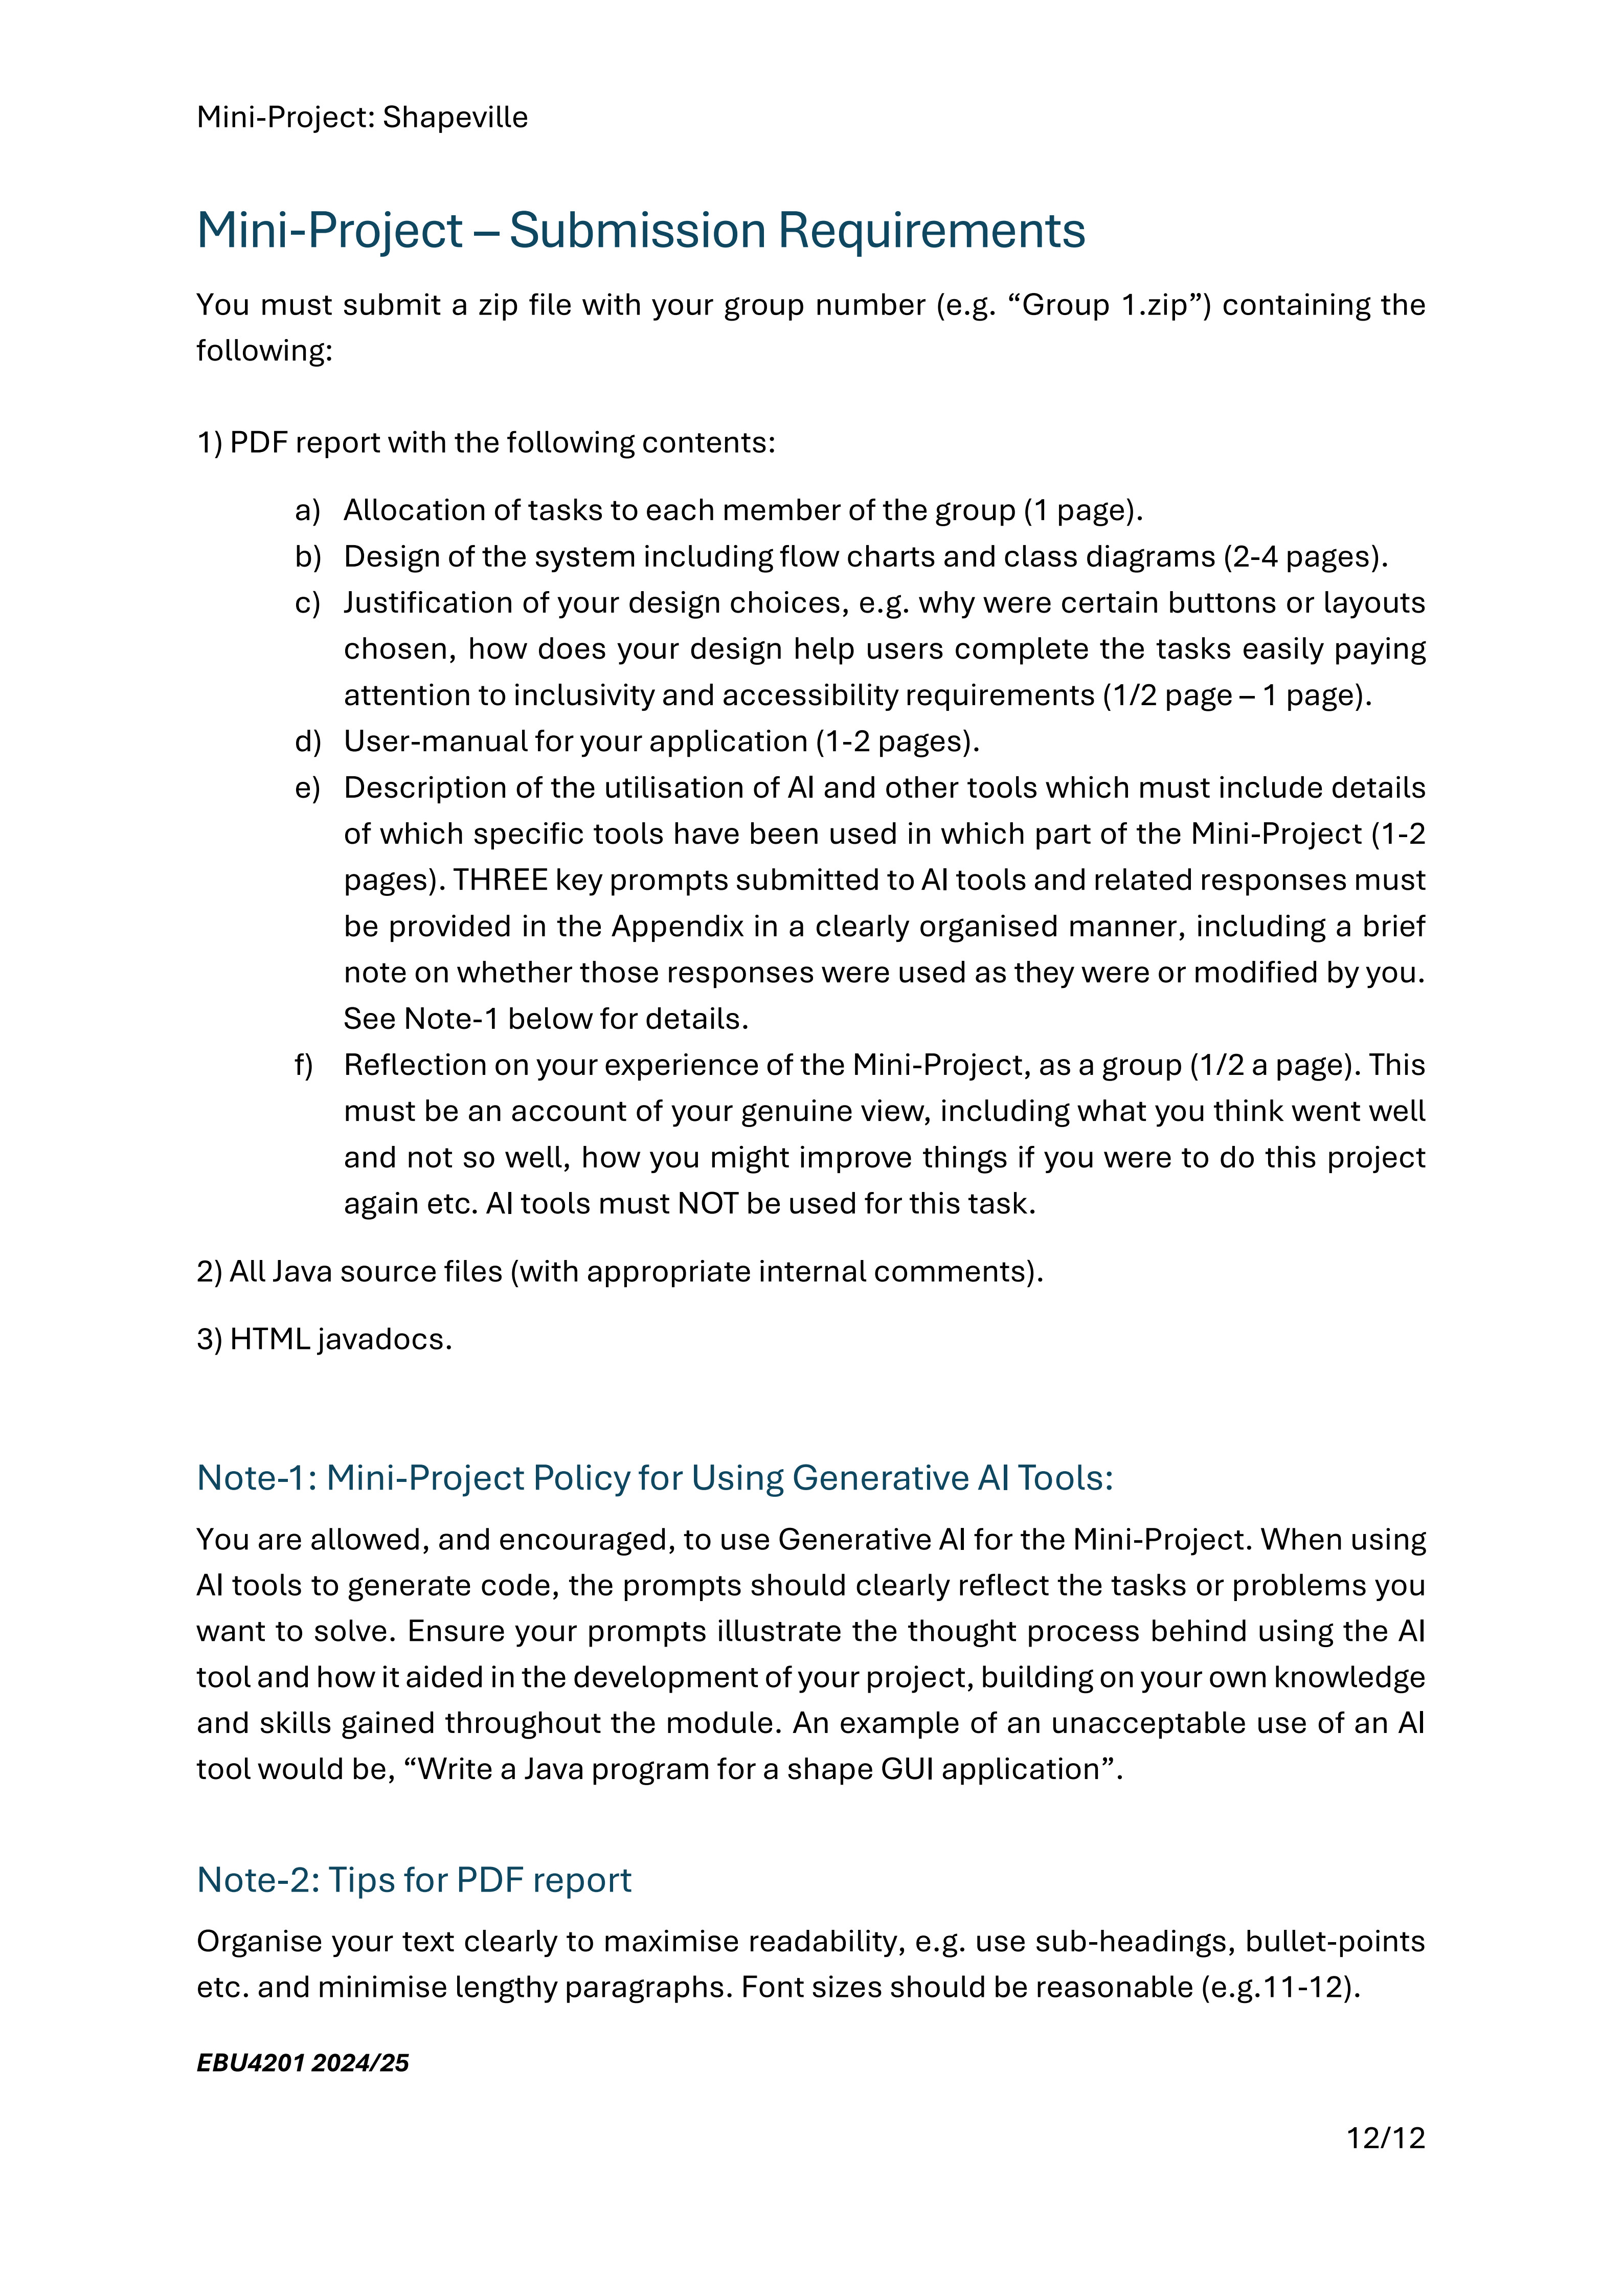 Mini-Project: Shapeville
Mini-Project – Submission Requirements
You must submit a zip file with your group number (e.g. “Group 1.zip”) containing the
following:
1) PDF report with the following contents:
a) Allocation of tasks to each member of the group (1 page).
b) Design of the system including flow charts and class diagrams (2-4 pages).
c) Justification of your design choices, e.g. why were certain buttons or layouts
chosen, how does your design help users complete the tasks easily paying
attention to inclusivity and accessibility requirements (1/2 page – 1 page).
d) User-manual for your application (1-2 pages).
e) Description of the utilisation of AI and other tools which must include details
of which specific tools have been used in which part of the Mini-Project (1-2
pages). THREE key prompts submitted to AI tools and related responses must
be provided in the Appendix in a clearly organised manner, including a brief
note on whether those responses were used as they were or modified by you.
See Note-1 below for details.
f) Reflection on your experience of the Mini-Project, as a group (1/2 a page). This
must be an account of your genuine view, including what you think went well
and not so well, how you might improve things if you were to do this project
again etc. AI tools must NOT be used for this task.
2) All Java source files (with appropriate internal comments).
3) HTML javadocs.
Note-1: Mini-Project Policy for Using Generative AI Tools:
You are allowed, and encouraged, to use Generative AI for the Mini-Project. When using
AI tools to generate code, the prompts should clearly reflect the tasks or problems you
want to solve. Ensure your prompts illustrate the thought process behind using the AI
tool and how it aided in the development of your project, building on your own knowledge
and skills gained throughout the module. An example of an unacceptable use of an AI
tool would be, “Write a Java program for a shape GUI application”.
Note-2: Tips for PDF report
Organise your text clearly to maximise readability, e.g. use sub-headings, bullet-points
etc. and minimise lengthy paragraphs. Font sizes should be reasonable (e.g.11-12).
EBU4201 2024/25
12/12